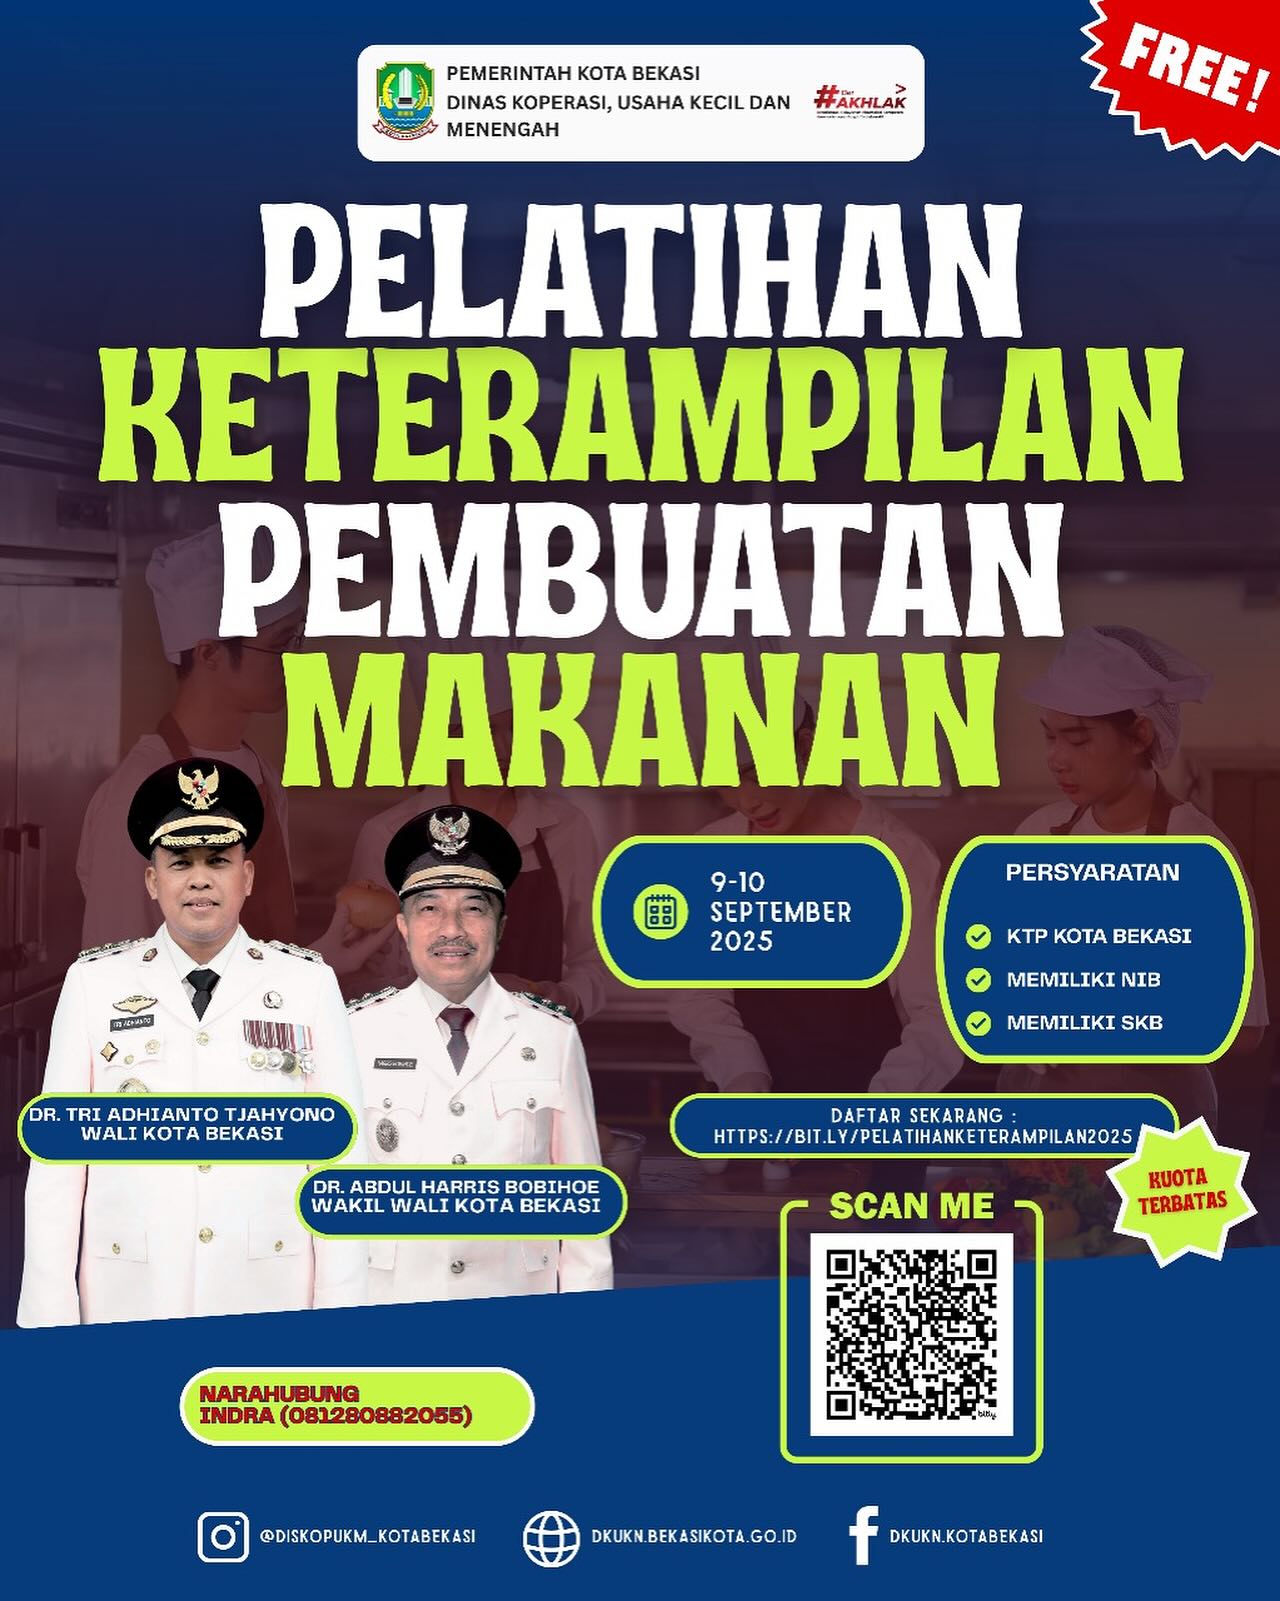 FREE!
PEMERINTAH KOTA BEKASI
DINAS KOPERASI, USAHA KECIL DAN
MENENGAH
#AKHLAK
PELATIHAN
KETERAMPILAN
PEMBUATAN
MAKANAN
9-10
SEPTEMBER
2025
PERSYARATAN
KTP KOTA BEKASI
MEMILIKI NIB
MEMILIKI SKB
TRI ADHIANTO
DR. TRI ADHIANTO TJAHYONO
WALI KOTA BEKASI
DR. ABDUL HARRIS BOBIHOE
WAKIL WALI KOTA BEKASI
DAFTAR SEKARANG :
HTTPS://BIT.LY/PELATIHANKETERAMPILAN2025
KUOTA
TERBATAS
SCAN ME
bitly
NARAHUBUNG
INDRA (081280882055)
@DISKOPUKM_KOTABEKASI
DKUKN.BEKASIKOTA.GO.ID
DKUKN.KOTABEKASI